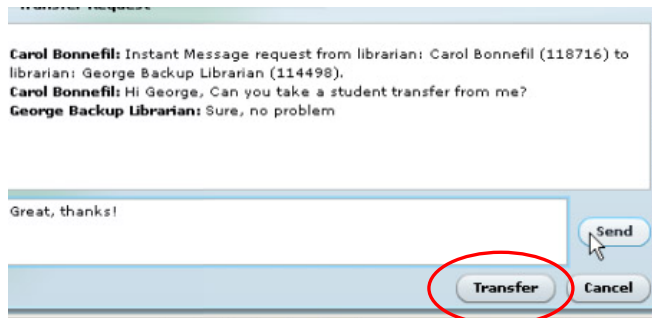 Transfer Request
Carol Bonnefil: Instant Message request from librarian: Carol Bonnefil (118716) to
librarian: George Backup Librarian (114498).
Carol Bonnefil: Hi George, Can you take a student transfer from me?
George Backup Librarian: Sure, no problem
Great, thanks!
Send
Transfer
Cancel